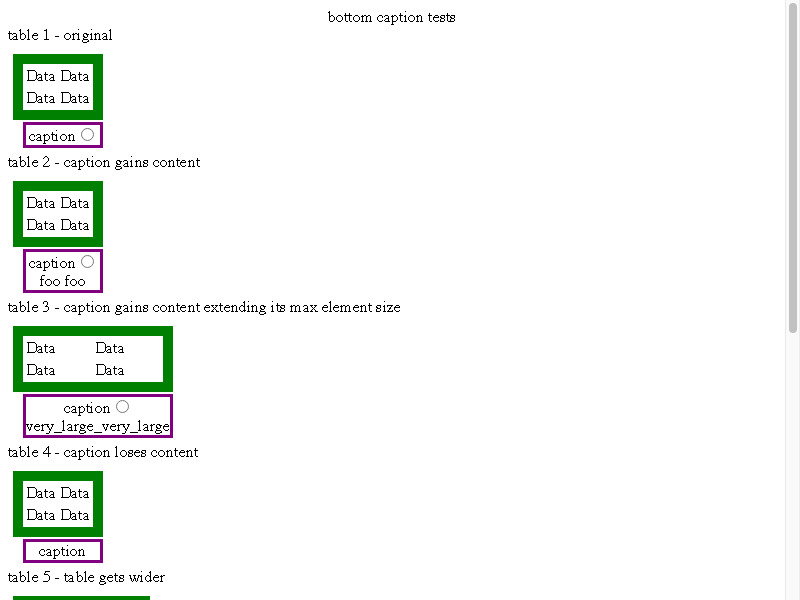 bottom caption tests
table 1 - original
Data Data
Data Data
caption
table 2 - caption gains content
Data Data
Data Data
caption
foo foo
table 3 - caption gains content extending its max element size
Data Data
Data Data
caption
very_large_very_large
table 4 - caption loses content
Data Data
Data Data
caption
table 5 - table gets wider